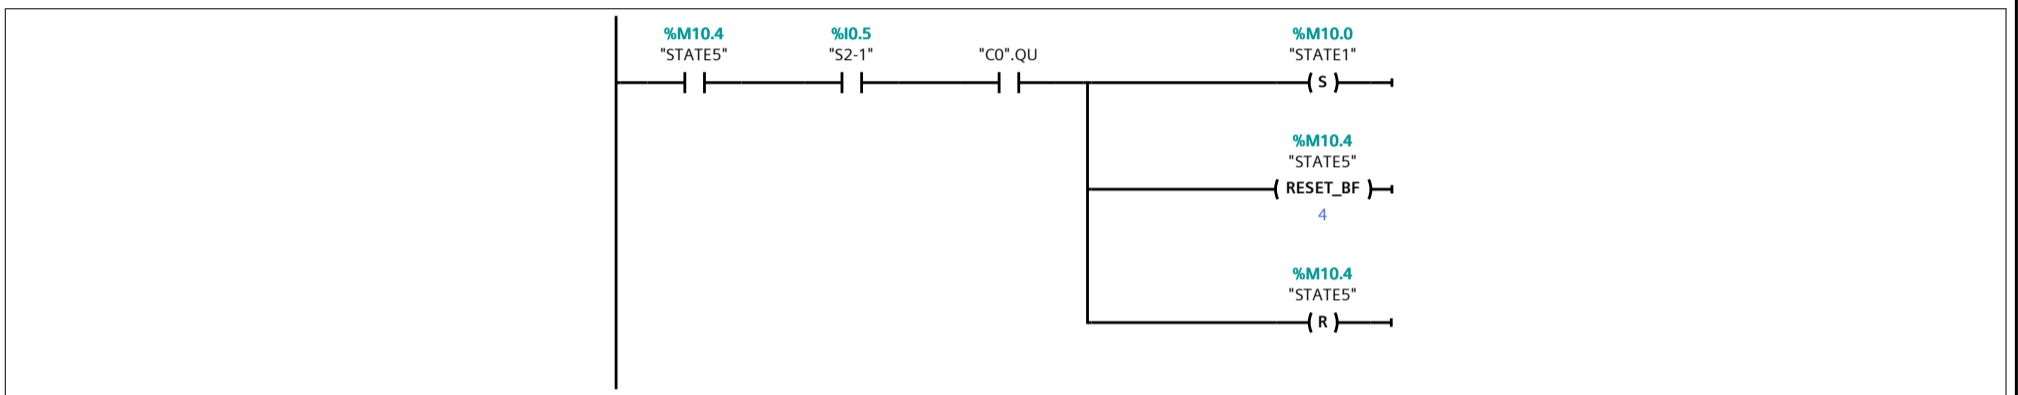 %M10.4
"STATE5"
%I0.5
"S2-1"
"C0".QU
%M10.0
"STATE1"
S
%M10.4
"STATE5"
RESET_BF
4
%M10.4
"STATE5"
R